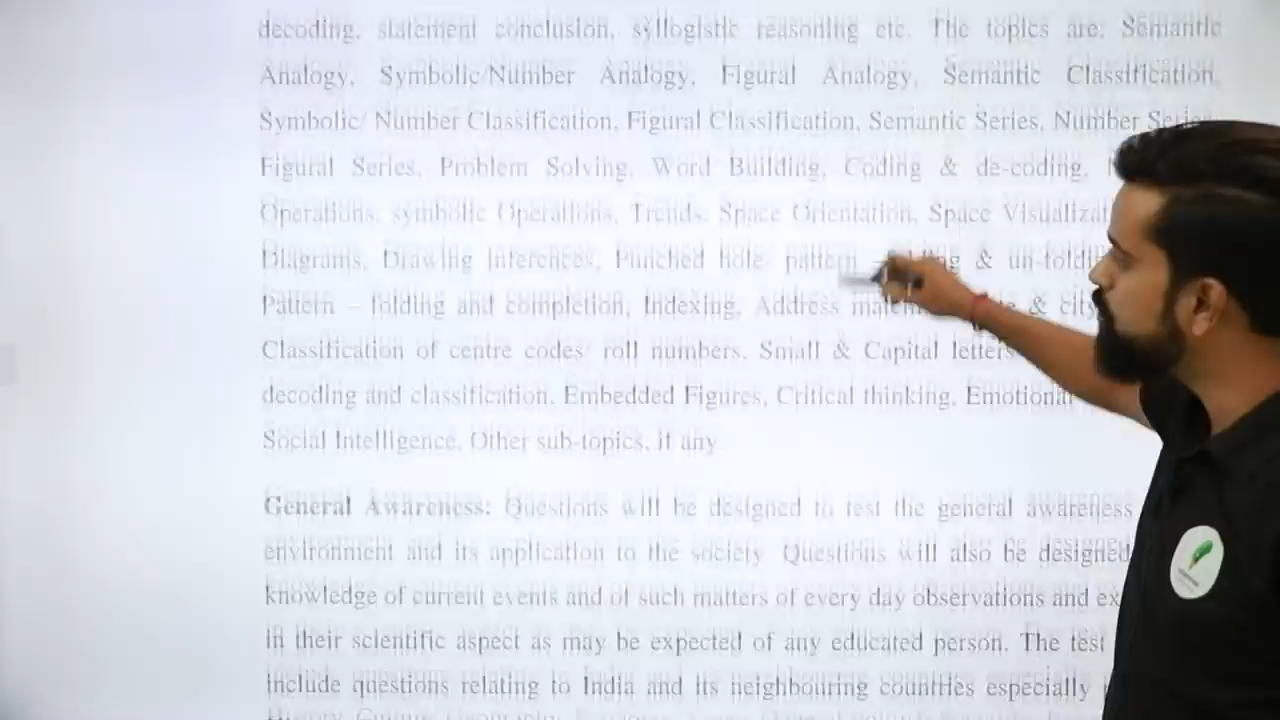 decoding, statement conclusion, syllogistic reasoning etc. The topics are: Semantic
Analogy, Symbolic/Number Analogy, Figural Analogy, Semantic Classification,
Symbolic/ Number Classification, Figural Classification, Semantic Series, Number Series,
Figural Series, Problem Solving, Word Building, Coding & de-coding,
Operations, symbolic Operations, Trends, Space Orientation, Space
Diagrams, Drawing inferences, Punched hole/ pattern – & un-folding
Pattern – folding and completion, Indexing, Address & city
Classification of centre codes/ roll numbers, Small & Capital letters
decoding and classification, Embedded Figures, Critical thinking, Emotional
Social Intelligence, Other sub-topics, if any
General Awareness: Questions will be designed to test the general awareness
environment and its application to the society. Questions will also be designed
knowledge of current events and of such matters of every day observations and
in their scientific aspect as may be expected of any educated person. The test
include questions relating to India and its neighbouring countries especially